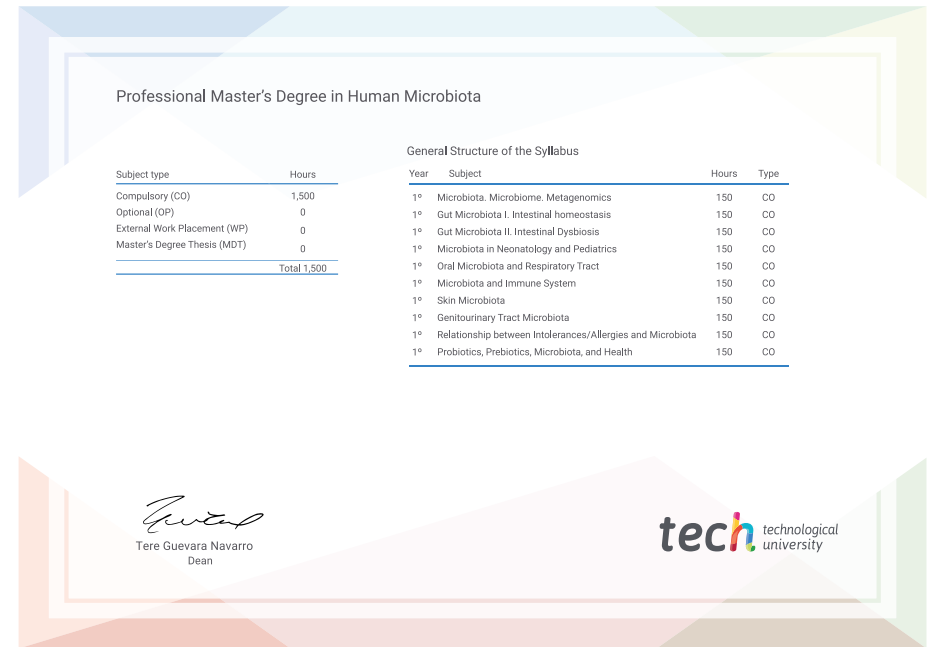 Professional Master's Degree in Human Microbiota
Subject type Hours
Compulsory (CO) 1,500
Optional (OP) 0
External Work Placement (WP) 0
Master's Degree Thesis (MDT) 0
Total 1,500
General Structure of the Syllabus
Year Subject Hours Type
1º Microbiota. Microbiome. Metagenomics 150 CO
1º Gut Microbiota I. Intestinal homeostasis 150 CO
1º Gut Microbiota II. Intestinal Dysbiosis 150 CO
1º Microbiota in Neonatology and Pediatrics 150 CO
1º Oral Microbiota and Respiratory Tract 150 CO
1º Microbiota and Immune System 150 CO
1º Skin Microbiota 150 CO
1º Genitourinary Tract Microbiota 150 CO
1º Relationship between Intolerances/Allergies and Microbiota 150 CO
1º Probiotics, Prebiotics, Microbiota, and Health 150 CO
Tere Guevara Navarro
Dean
tech technological
university